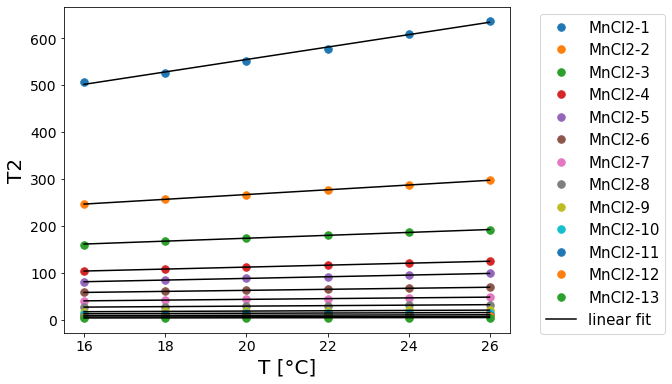 T2
600
500
400
300
200
100
0
16
18
20
22
24
26
T [°C]
MnCl2-1
MnCl2-2
MnCl2-3
MnCl2-4
MnCl2-5
MnCl2-6
MnCl2-7
MnCl2-8
MnCl2-9
MnCl2-10
MnCl2-11
MnCl2-12
MnCl2-13
linear fit